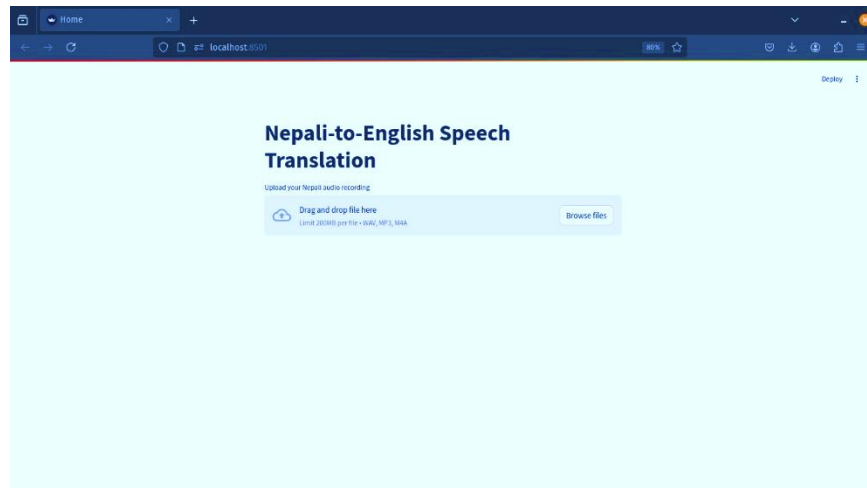 Home
localhost:8501
80%
Deploy
Nepali-to-English Speech
Translation
Upload your Nepali audio recording
Drag and drop file here
Limit 200MB per file • WAV, MP3, M4A
Browse files